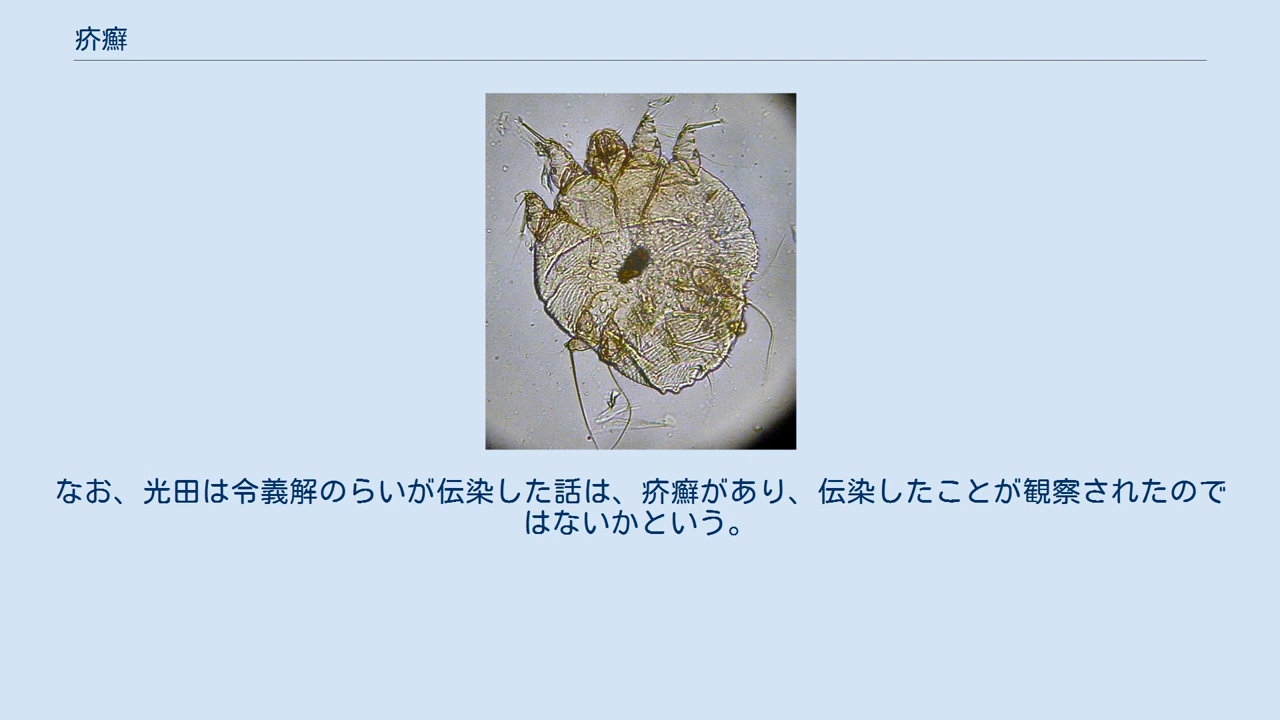 疥癬
なお、光田は令義解のらいが伝染した話は、疥癬があり、伝染したことが観察されたので
はないかという。